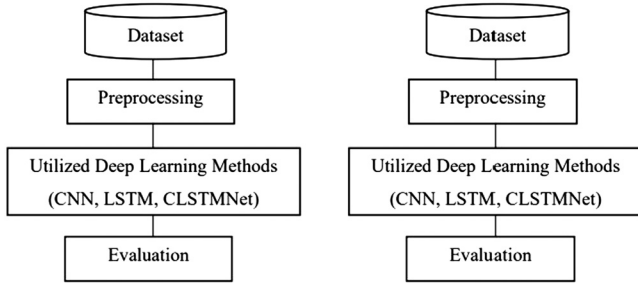 Dataset
Preprocessing
Utilized Deep Learning Methods
(CNN, LSTM, CLSTMNet)
Evaluation
Dataset
Preprocessing
Utilized Deep Learning Methods
(CNN, LSTM, CLSTMNet)
Evaluation